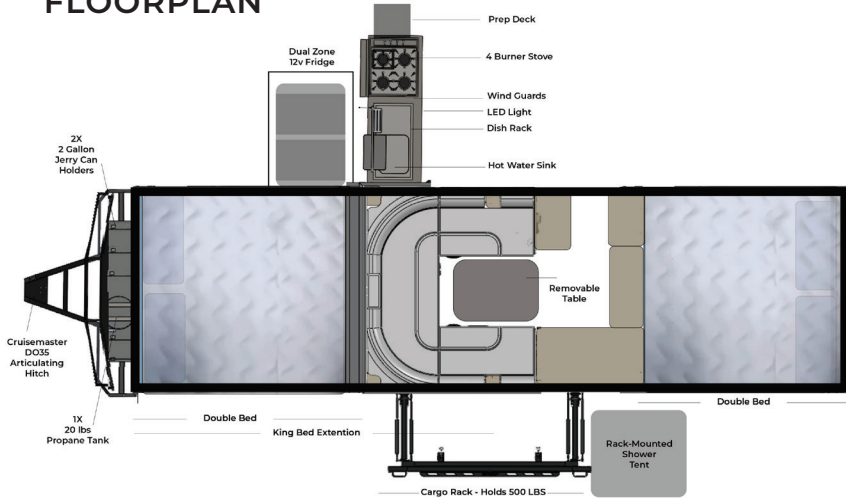 FLOORPLAN
Prep Deck
Dual Zone
12v Fridge
4 Burner Stove
Wind Guards
LED Light
Dish Rack
Hot Water Sink
2X
2 Gallon
Jerry Can
Holders
Removable
Table
Cruisemaster
DO35
Articulating
Hitch
1X
20 lbs
Propane Tank
Double Bed
King Bed Extention
Double Bed
Rack-Mounted
Shower
Tent
Cargo Rack - Holds 500 LBS